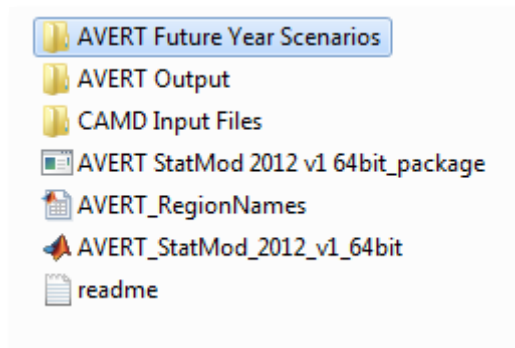 AVERT Future Year Scenarios
AVERT Output
CAMD Input Files
AVERT StatMod 2012 v1 64bit_package
AVERT_RegionNames
AVERT_StatMod_2012_v1_64bit
readme